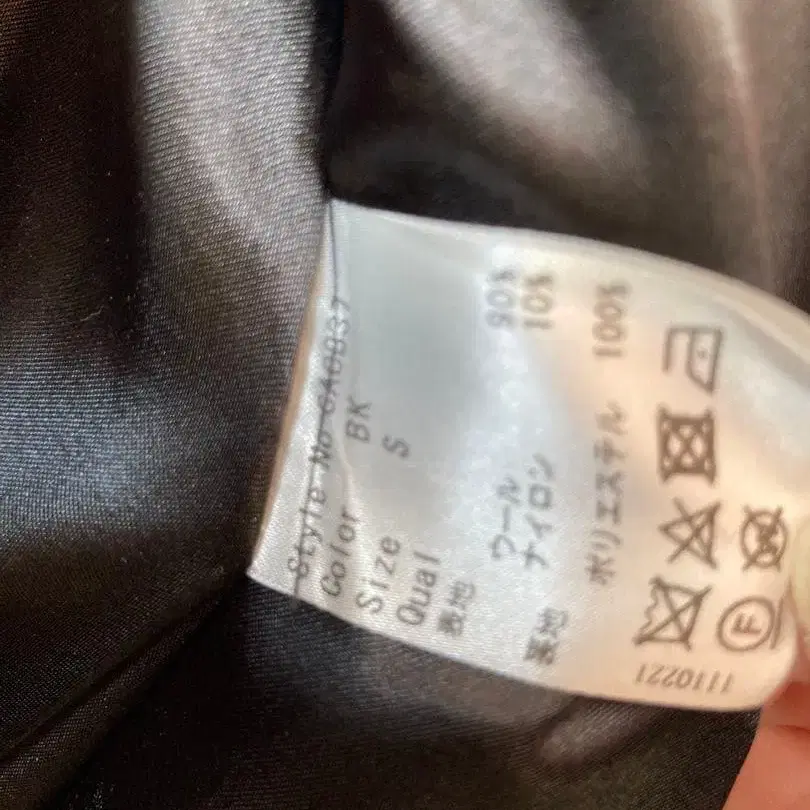 Style No CA0837
Color BK
Size S
Qual
表地
ウール 90%
ナイロン 10%
裏地
ポリエステル 100%
F
1110221